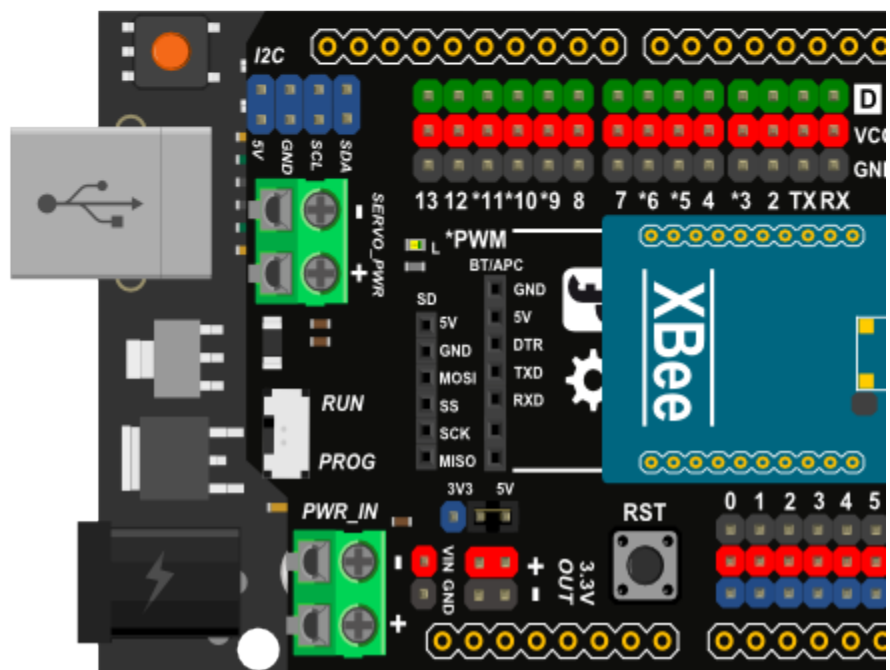 I2C
5V GND SCL SDA
D
VCC
GND
13 12 *11 *10 *9 8 7 *6 *5 4 *3 2 TX RX
SERVO_PWR
-
+
L
*PWM
BT/APC
GND
5V
DTR
TXD
RXD
SD
5V
GND
MOSI
SS
SCK
MISO
XBee
RUN
PROG
3V3 5V
PWR_IN
-
+
VIN GND
+
-
3.3V
OUT
RST
0 1 2 3 4 5